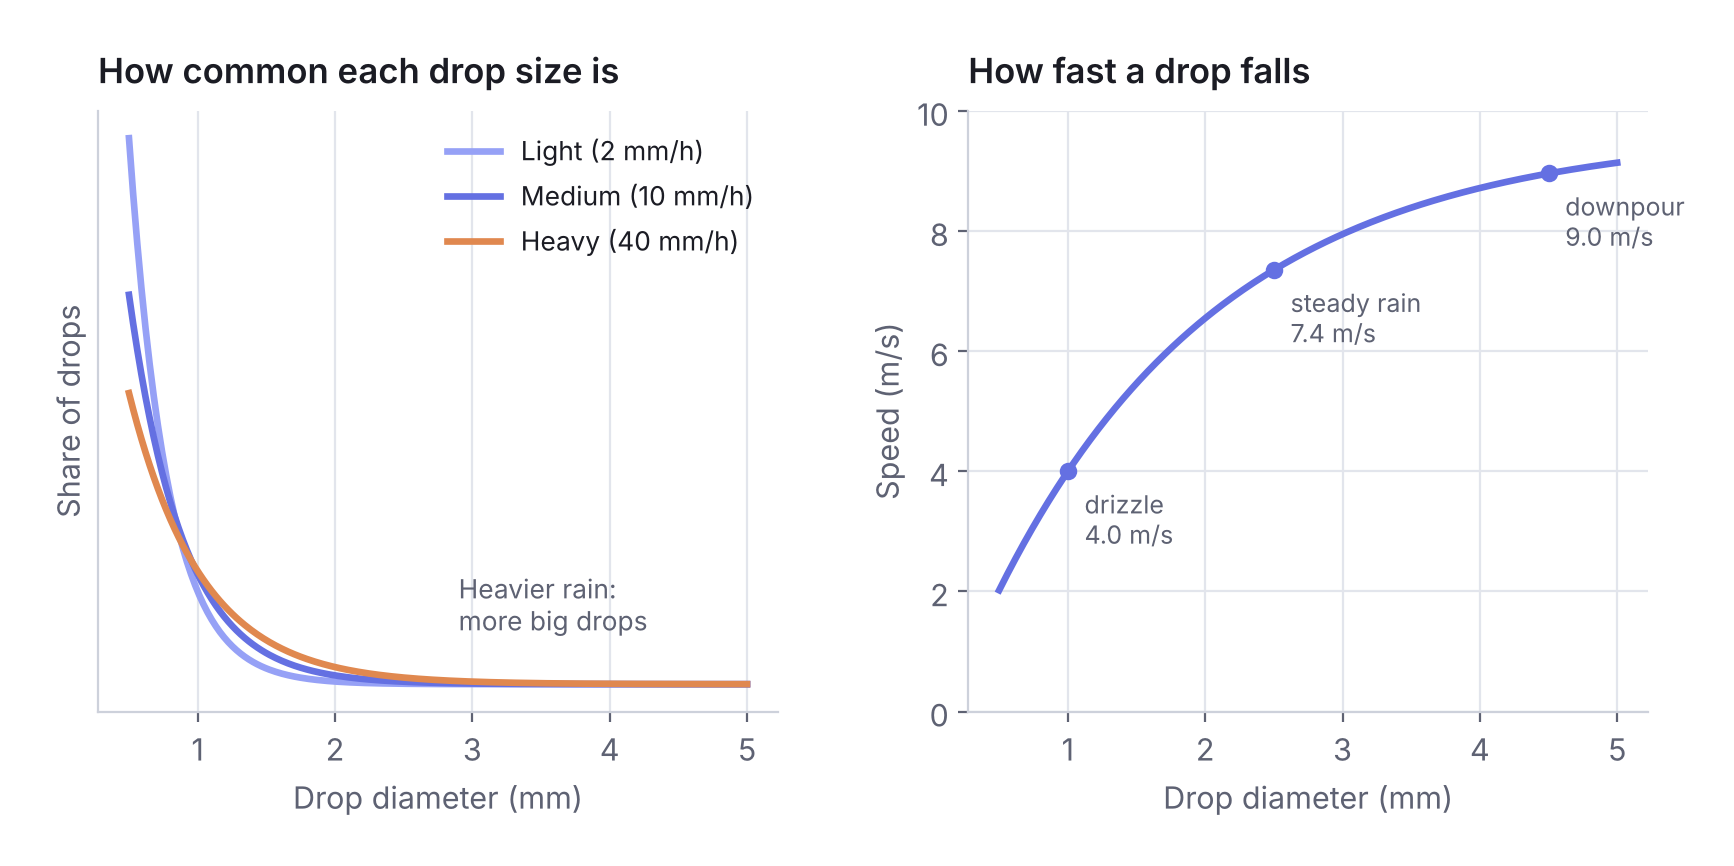 How common each drop size is
Light (2 mm/h)
Medium (10 mm/h)
Heavy (40 mm/h)
Share of drops
Heavier rain:
more big drops
1 2 3 4 5
Drop diameter (mm)
How fast a drop falls
10
8
6
4
2
0
Speed (m/s)
downpour
9.0 m/s
steady rain
7.4 m/s
drizzle
4.0 m/s
1 2 3 4 5
Drop diameter (mm)